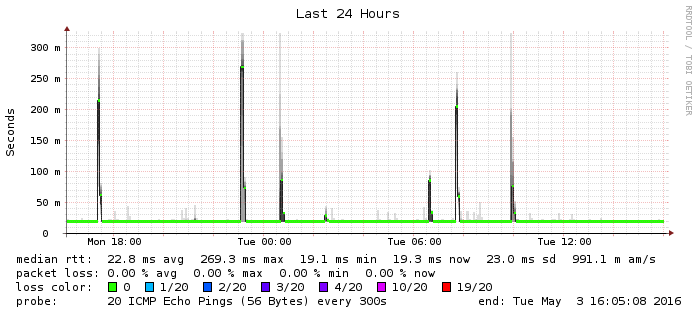 Last 24 Hours
RRDTOOL / TOBI OETIKER
Seconds
300 m
250 m
200 m
150 m
100 m
50 m
0
Mon 18:00 Tue 00:00 Tue 06:00 Tue 12:00
median rtt: 22.8 ms avg 269.3 ms max 19.1 ms min 19.3 ms now 23.0 ms sd 991.1 m am/s
packet loss: 0.00 % avg 0.00 % max 0.00 % min 0.00 % now
loss color: 0 1/20 2/20 3/20 4/20 10/20 19/20
probe: 20 ICMP Echo Pings (56 Bytes) every 300s end: Tue May 3 16:05:08 2016